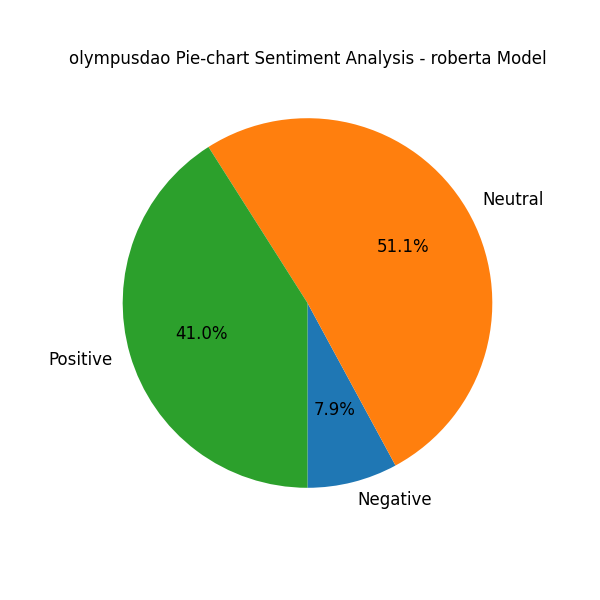 olympusdao Pie-chart Sentiment Analysis - roberta Model
Neutral
51.1%
41.0%
Positive
7.9%
Negative